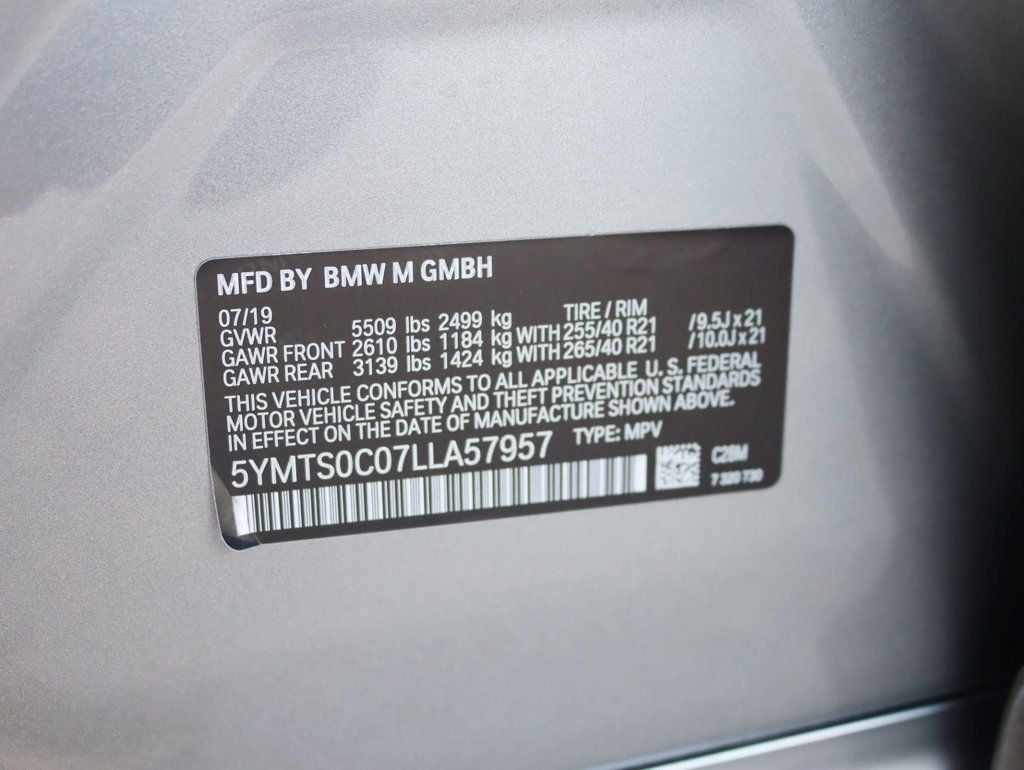 MFD BY BMW M GMBH
07/19 TIRE / RIM
GVWR 5509 lbs 2499 kg
GAWR FRONT 2610 lbs 1184 kg WITH 255/40 R21 /9.5J x 21
GAWR REAR 3139 lbs 1424 kg WITH 265/40 R21 /10.0J x 21
THIS VEHICLE CONFORMS TO ALL APPLICABLE U. S. FEDERAL
MOTOR VEHICLE SAFETY AND THEFT PREVENTION STANDARDS
IN EFFECT ON THE DATE OF MANUFACTURE SHOWN ABOVE.
5YMTS0C07LLA57957 TYPE: MPV
C28M
7 320 730